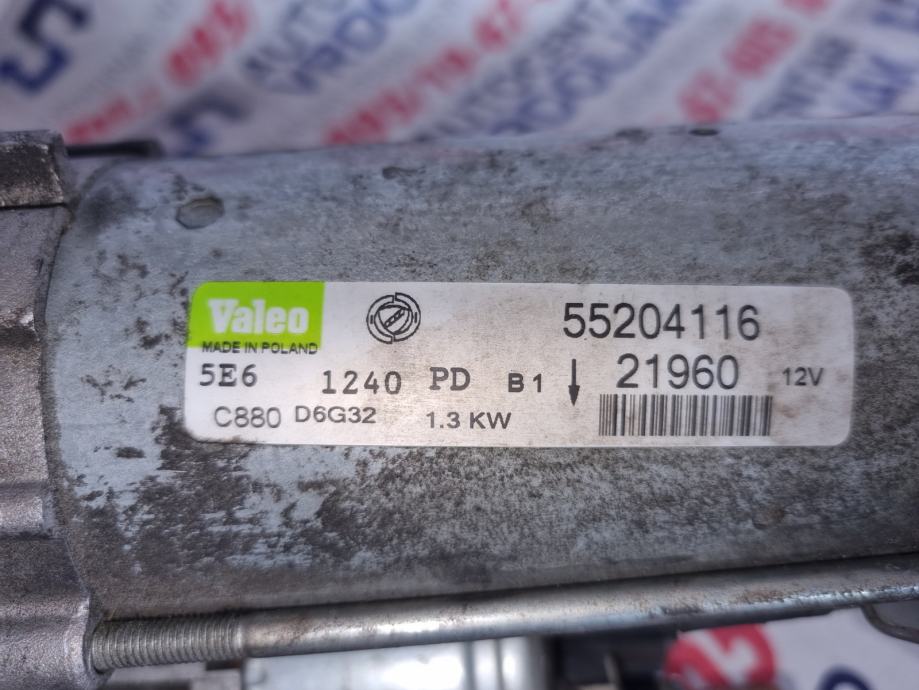 Valeo
MADE IN POLAND
55204116
5E6 1240 PD B1 21960 12V
C880 D6G32 1.3 KW